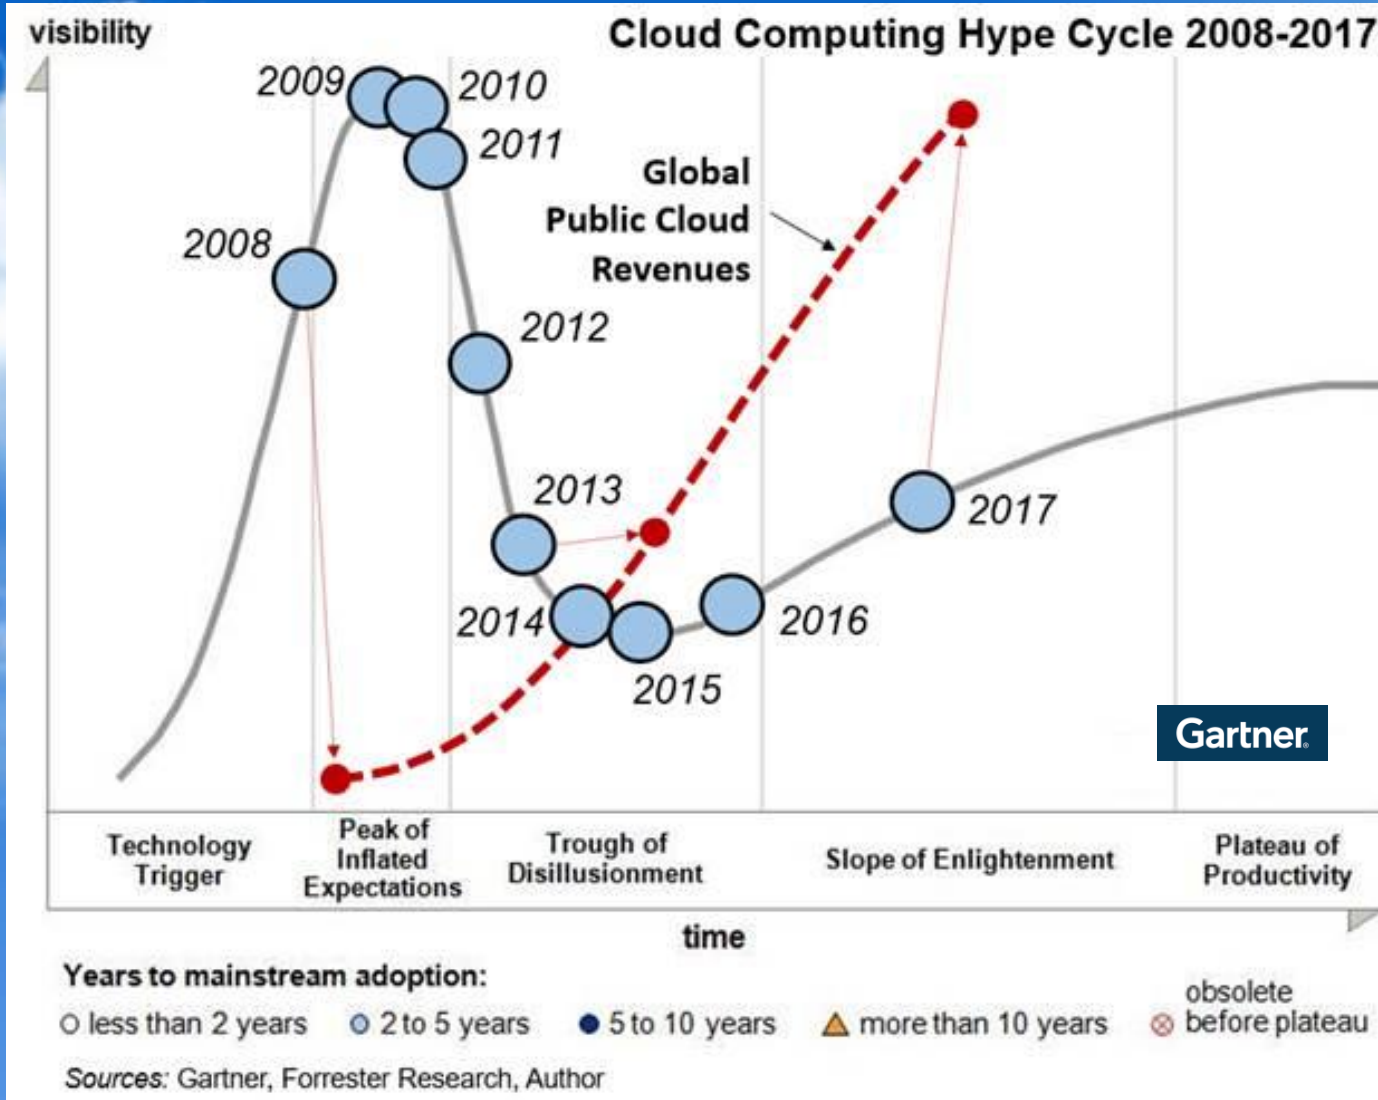 visibility
Cloud Computing Hype Cycle 2008-2017
2009
2010
2011
2008
Global
Public Cloud
Revenues
2012
2013
2014
2015
2016
2017
Gartner®
Technology
Trigger
Peak of
Inflated
Expectations
Trough of
Disillusionment
Slope of Enlightenment
Plateau of
Productivity
time
Years to mainstream adoption:
less than 2 years
2 to 5 years
5 to 10 years
more than 10 years
obsolete
before plateau
Sources: Gartner, Forrester Research, Author